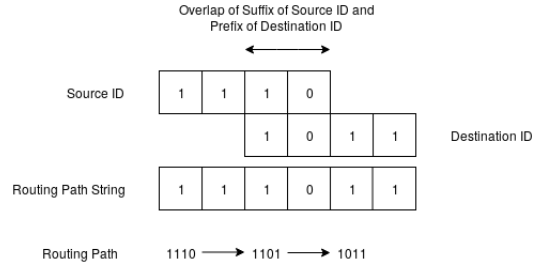 Overlap of Suffix of Source ID and
Prefix of Destination ID
Source ID 1 1 1 0
1 0 1 1 Destination ID
Routing Path String 1 1 1 0 1 1
Routing Path 1110 1101 1011